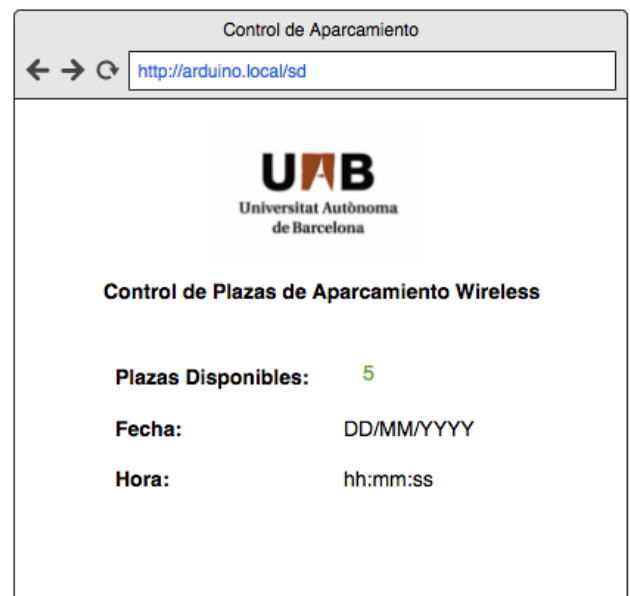 Control de Aparcamiento
http://arduino.local/sd
UAB
Universitat Autònoma
de Barcelona
Control de Plazas de Aparcamiento Wireless
Plazas Disponibles: 5
Fecha: DD/MM/YYYY
Hora: hh:mm:ss